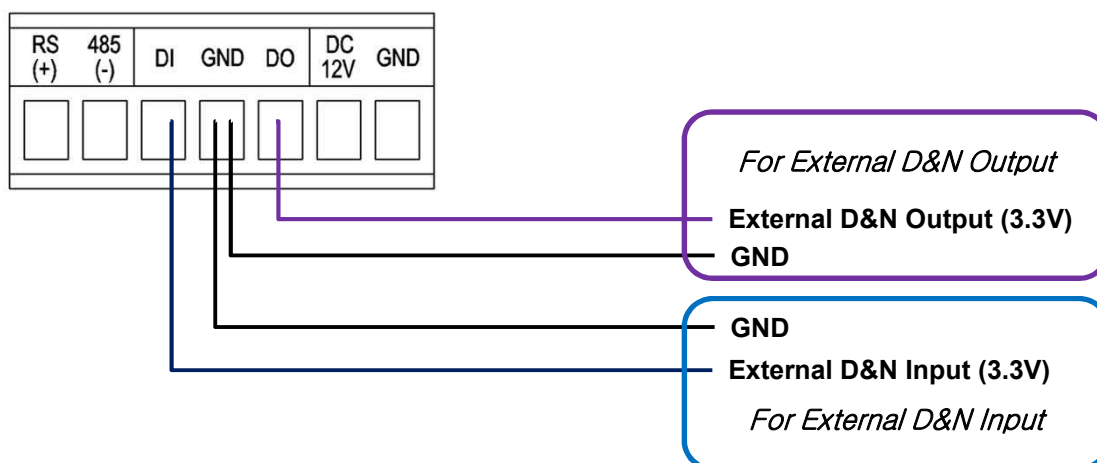 RS (+) 485 (-) DI GND DO DC 12V GND
For External D&N Output
External D&N Output (3.3V)
GND
GND
External D&N Input (3.3V)
For External D&N Input